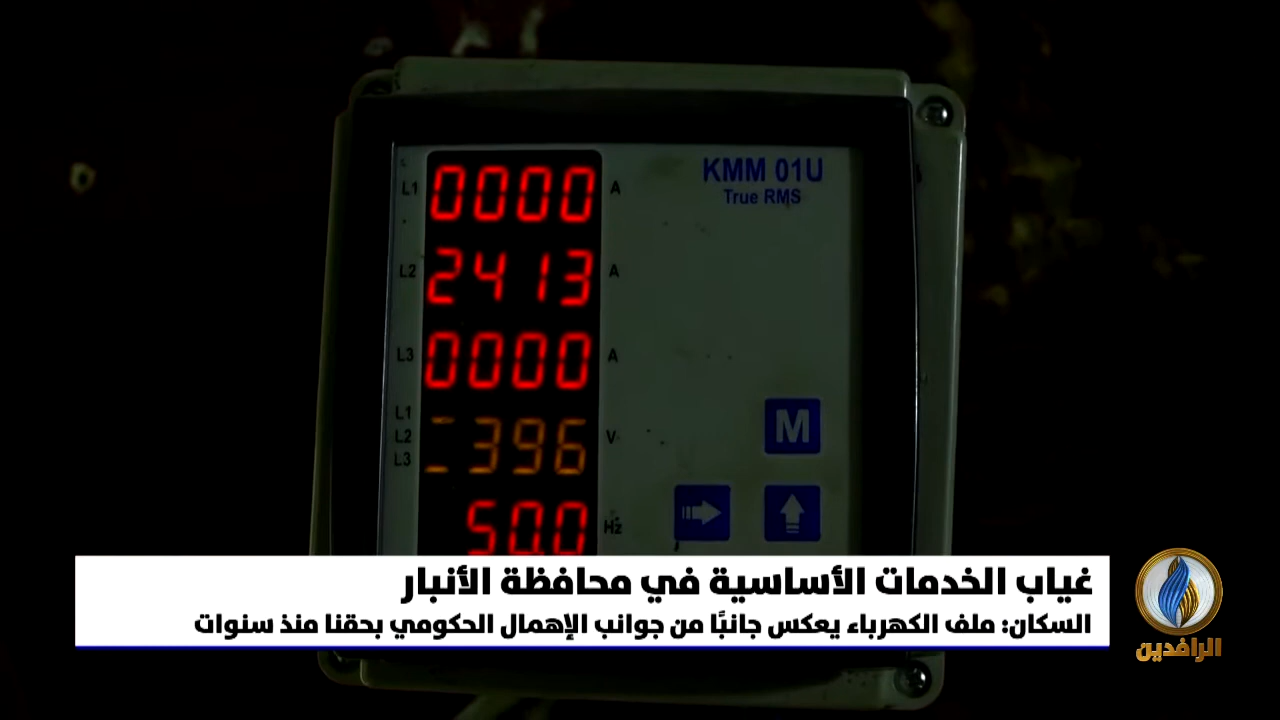 KMM 01U
True RMS
L1 0000 A
L2 2413 A
L3 0000 A
L1
L2 396 V
L3
50.0 Hz
M
غياب الخدمات الأساسية في محافظة الأنبار
السكان: ملف الكهرباء يعكس جانبًا من جوانب الإهمال الحكومي بحقنا منذ سنوات
الرافدين